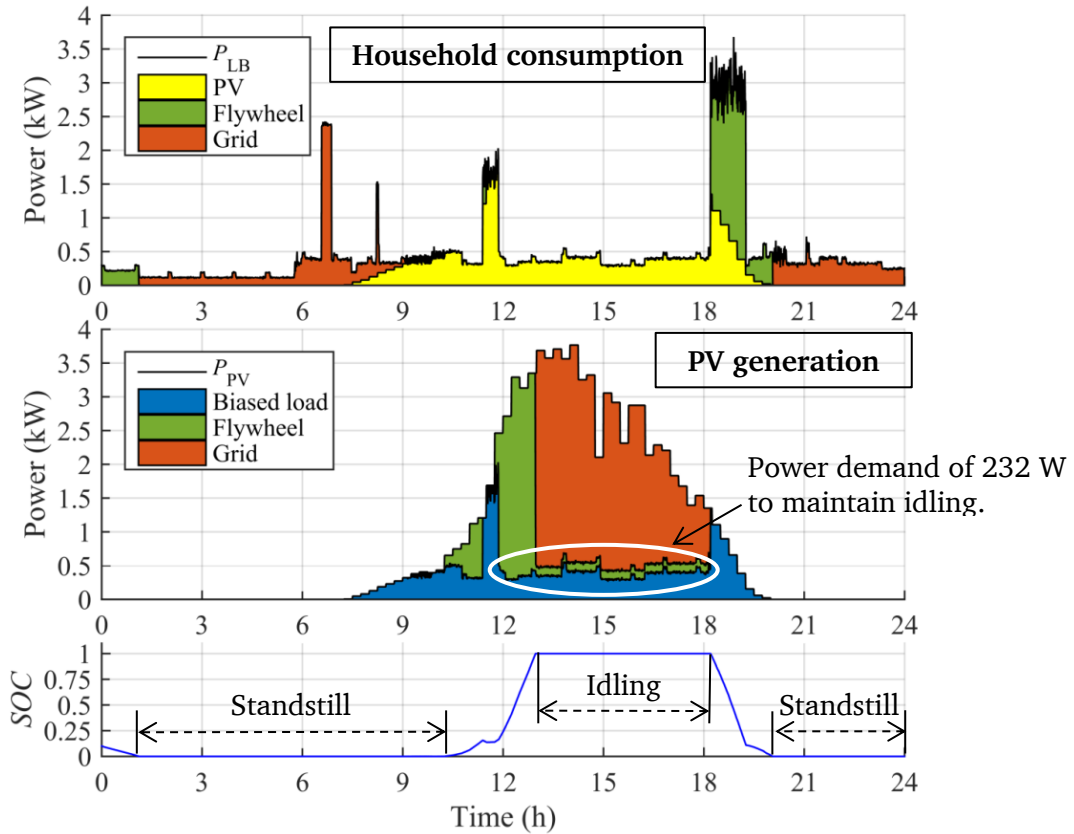 4
3.5
3
2.5
2
1.5
1
0.5
0
Power (kW)
P_LB
PV
Flywheel
Grid
Household consumption
0 3 6 9 12 15 18 21 24
4
3.5
3
2.5
2
1.5
1
0.5
0
Power (kW)
P_PV
Biased load
Flywheel
Grid
PV generation
Power demand of 232 W
to maintain idling.
0 3 6 9 12 15 18 21 24
1
0.75
0.5
0.25
0
SOC
Standstill
Idling
Standstill
0 3 6 9 12 15 18 21 24
Time (h)